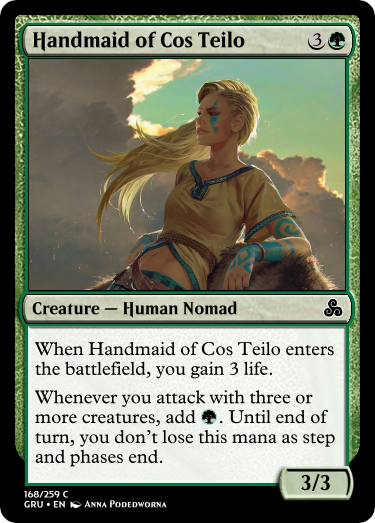 Handmaid of Cos Teilo 3
Creature — Human Nomad
When Handmaid of Cos Teilo enters
the battlefield, you gain 3 life.
Whenever you attack with three or
more creatures, add . Until end of
turn, you don't lose this mana as step
and phases end.
3/3
168/259 C
GRU • EN Anna Podedworna